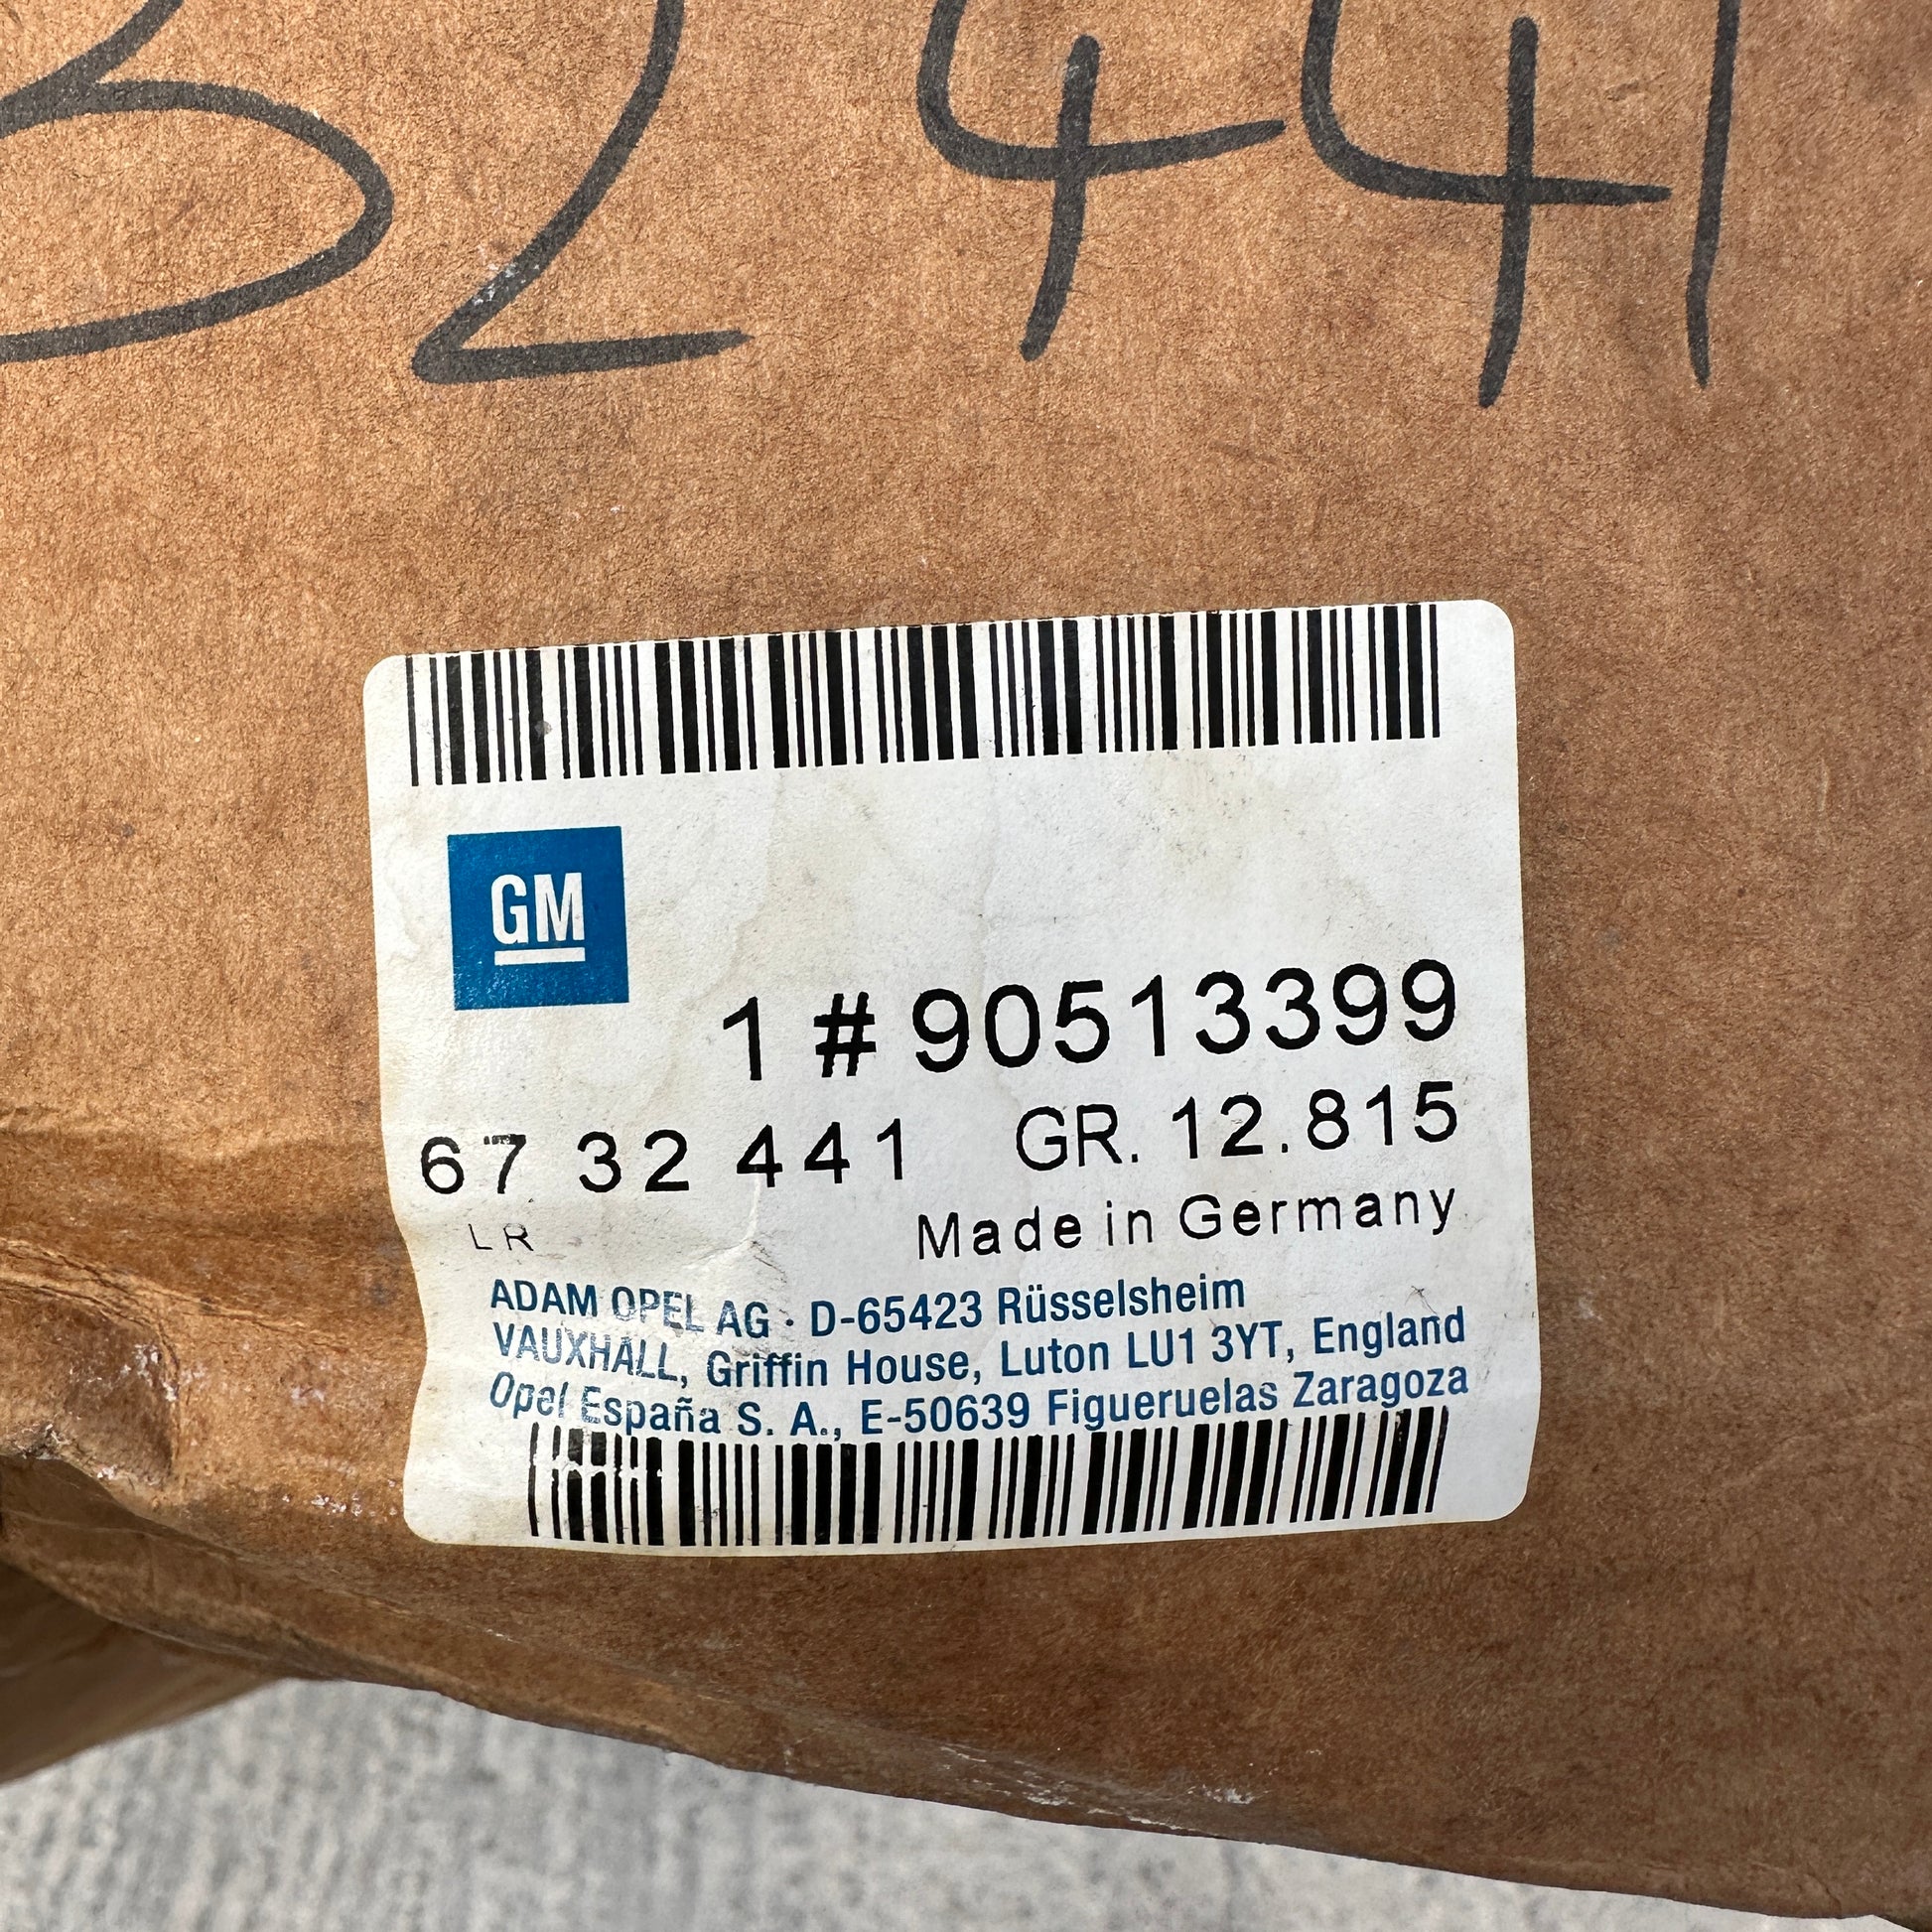 32441
GM
1 # 90513399
67 32 441 GR. 12.815
LR Made in Germany
ADAM OPEL AG · D-65423 Rüsselsheim
VAUXHALL, Griffin House, Luton LU1 3YT, England
Opel España S. A., E-50639 Figueruelas Zaragoza